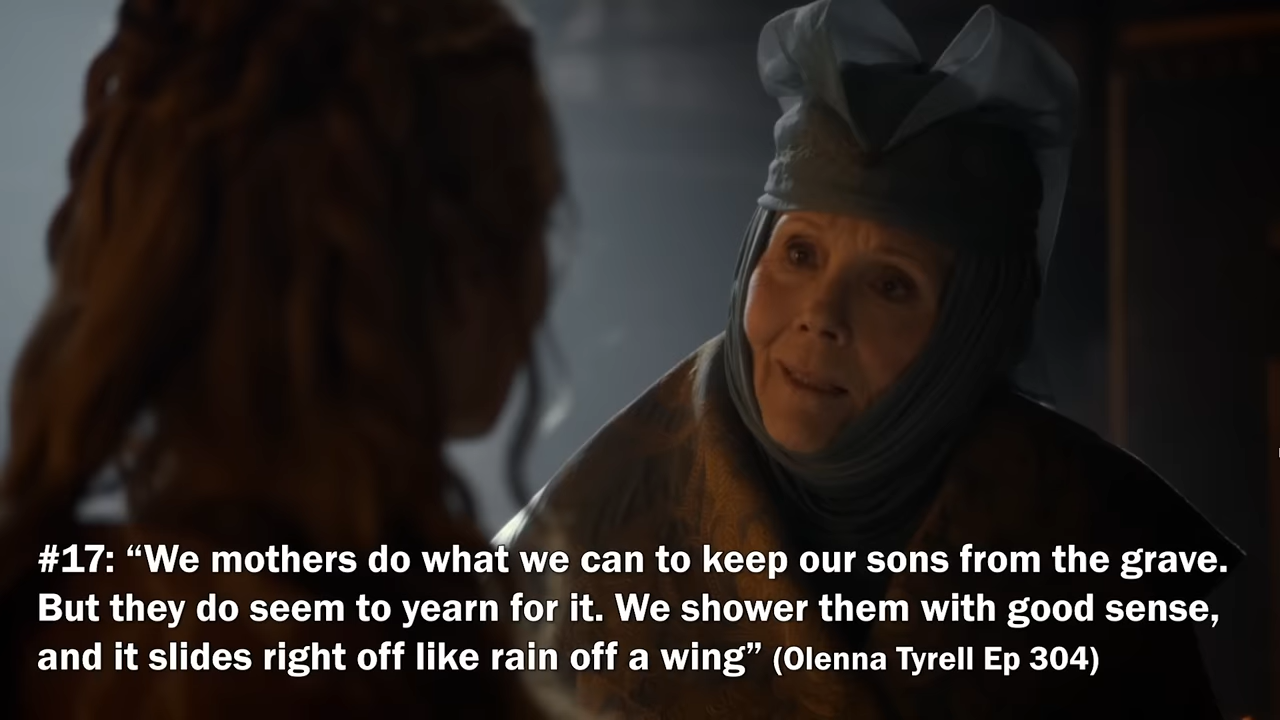 #17: “We mothers do what we can to keep our sons from the grave.
But they do seem to yearn for it. We shower them with good sense,
and it slides right off like rain off a wing” (Olenna Tyrell Ep 304)